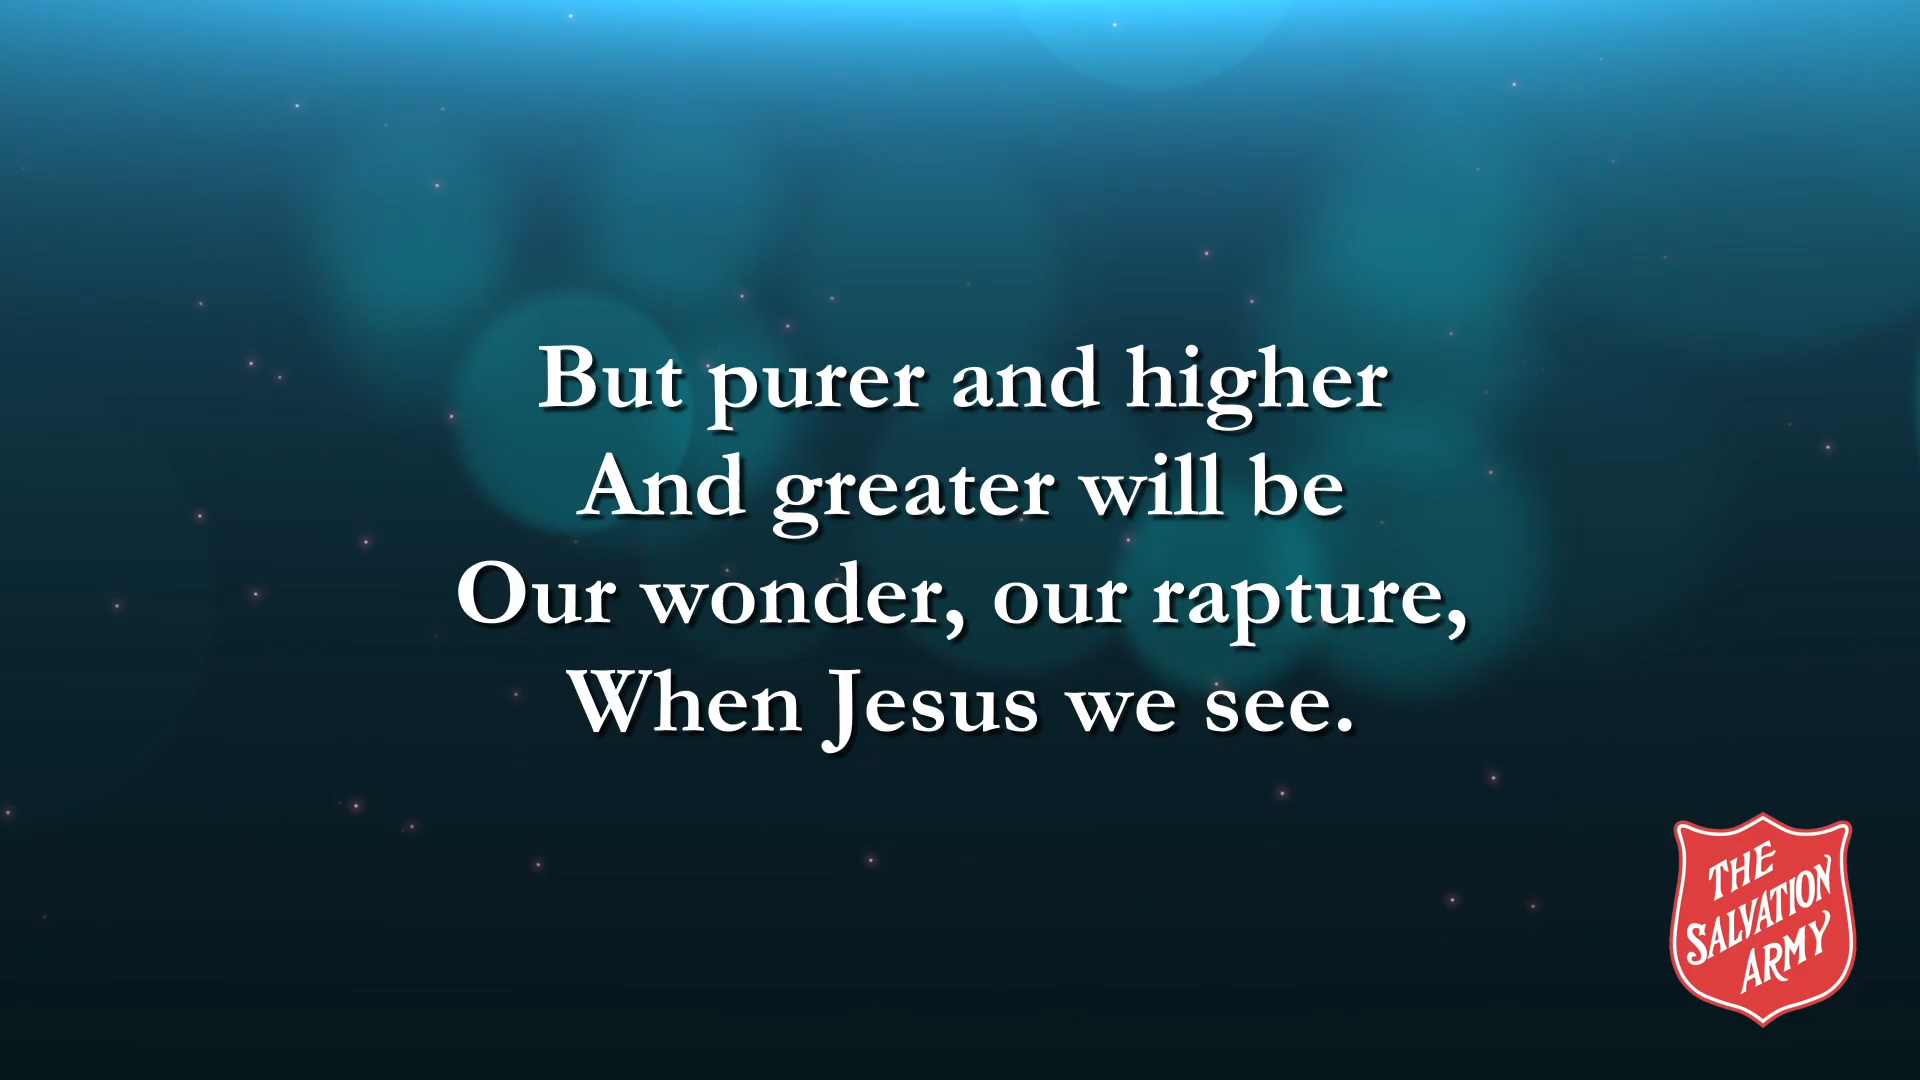 But purer and higher
And greater will be
Our wonder, our rapture,
When Jesus we see.
THE
SALVATION
ARMY